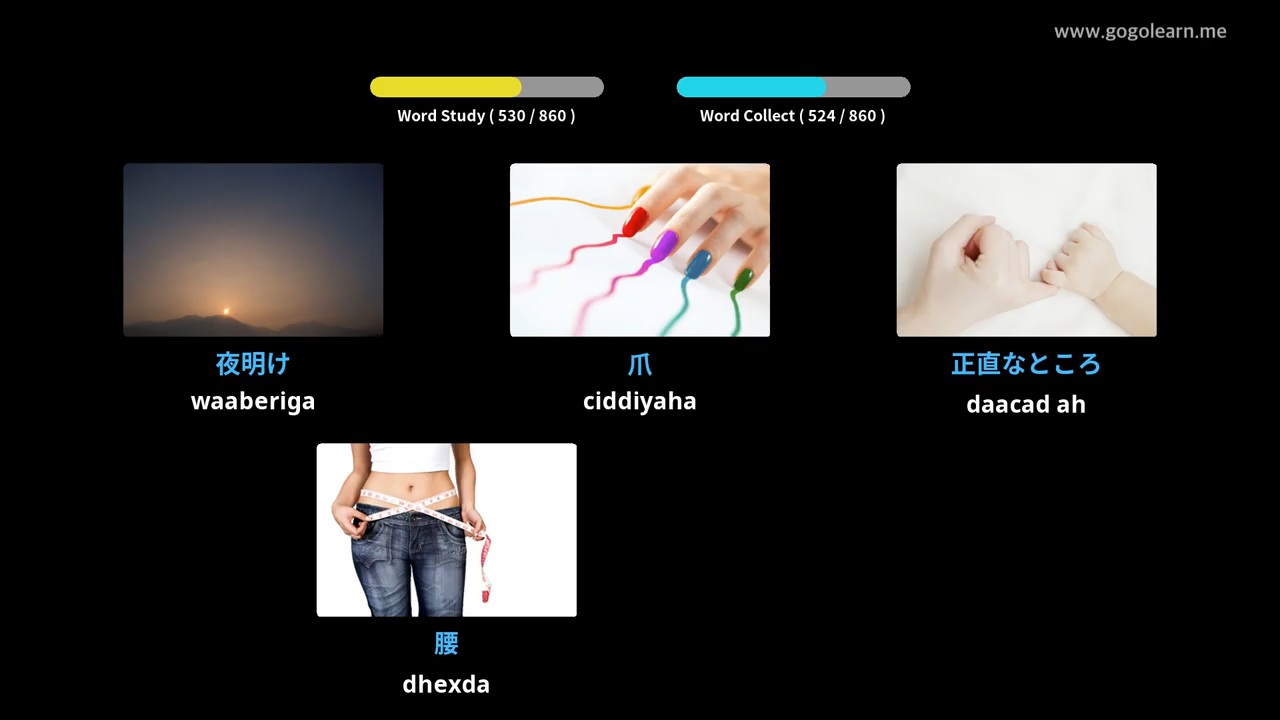 www.gogolearn.me
Word Study ( 530 / 860 )
Word Collect ( 524 / 860 )
夜明け
waaberiga
爪
ciddiyaha
正直なところ
daacad ah
腰
dhexda